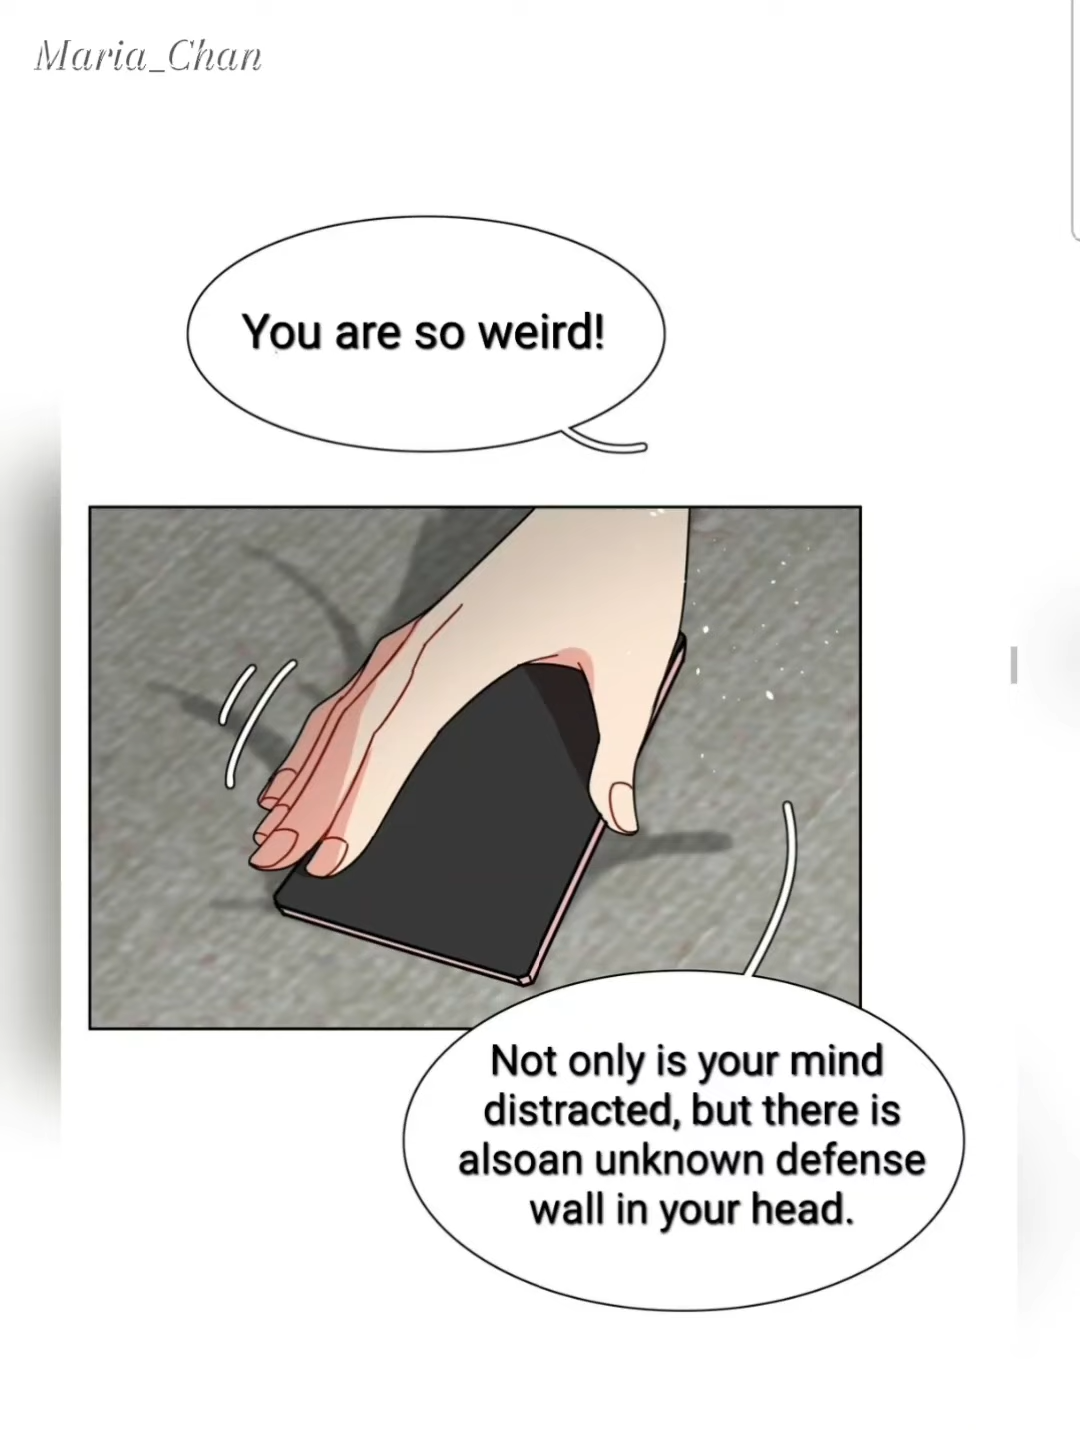 Maria_Chan
You are so weird!
Not only is your mind
distracted, but there is
alsoan unknown defense
wall in your head.